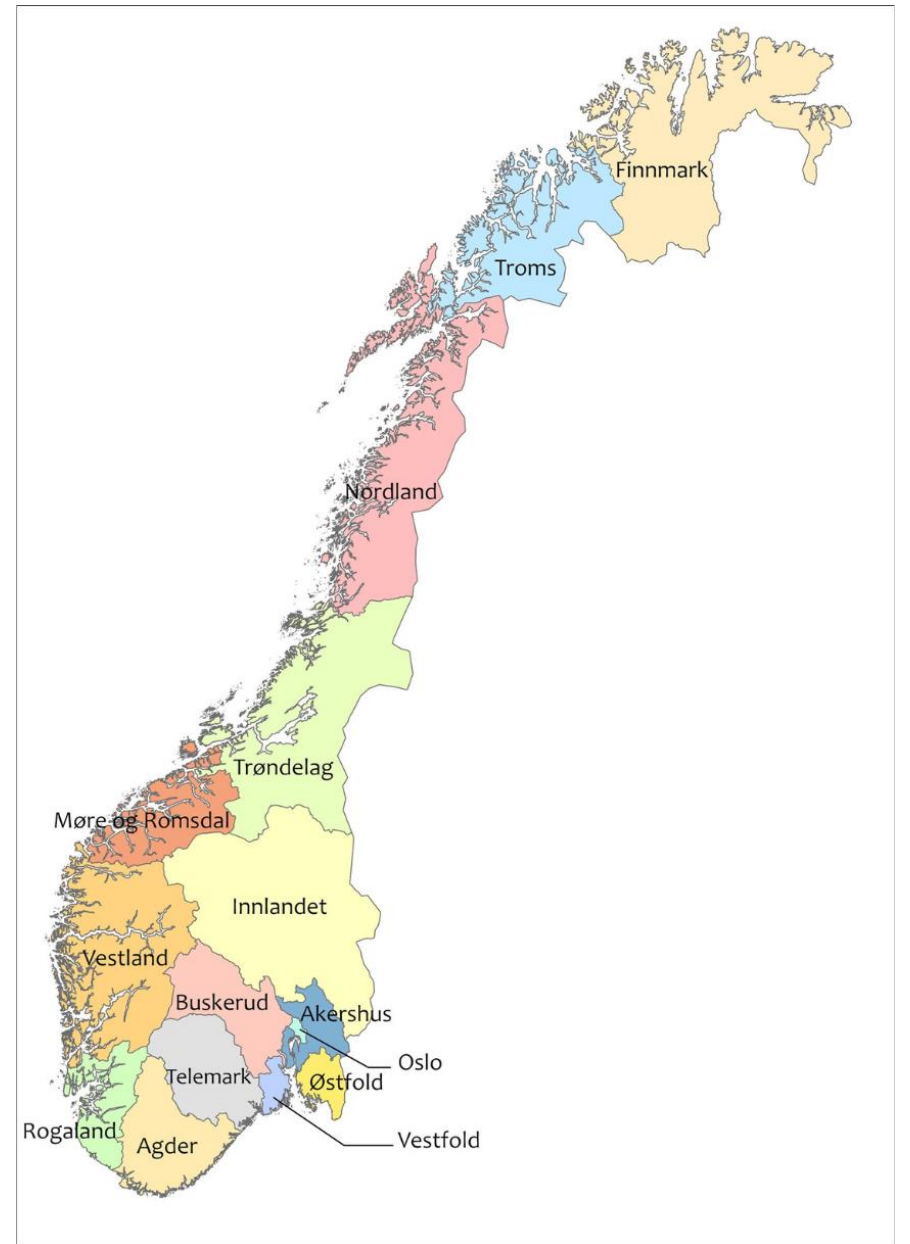 Finnmark
Troms
Nordland
Trøndelag
Møre og Romsdal
Innlandet
Vestland
Buskerud
Akershus
Oslo
Telemark
Østfold
Rogaland
Agder
Vestfold